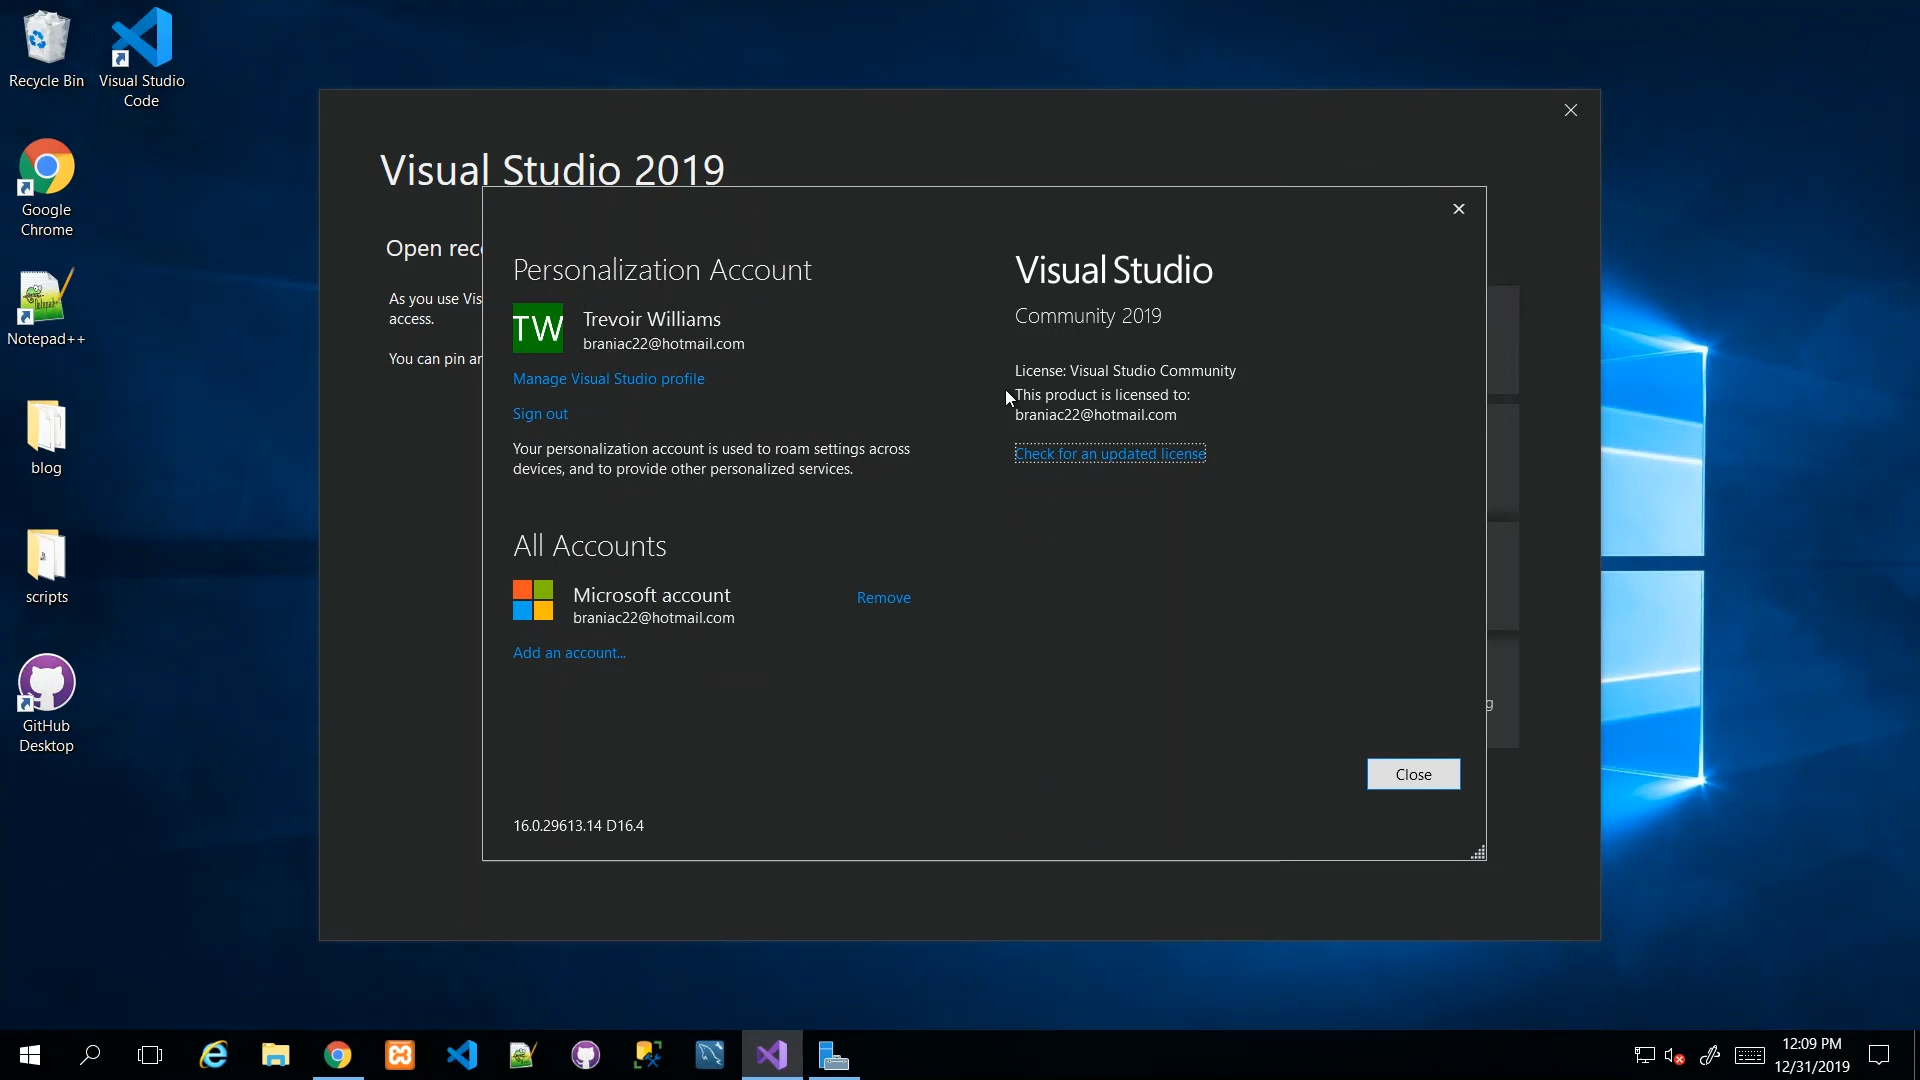 Recycle Bin
Visual Studio
Code
Google
Chrome
Notepad++
blog
scripts
GitHub
Desktop
Visual Studio 2019
Open rec
As you use Vis
access.
You can pin ar
Personalization Account
TW
Trevoir Williams
braniac22@hotmail.com
Manage Visual Studio profile
Sign out
Your personalization account is used to roam settings across
devices, and to provide other personalized services.
All Accounts
Microsoft account
braniac22@hotmail.com
Remove
Add an account...
16.0.29613.14 D16.4
Visual Studio
Community 2019
License: Visual Studio Community
This product is licensed to:
braniac22@hotmail.com
Check for an updated license
g
Close
12:09 PM
12/31/2019